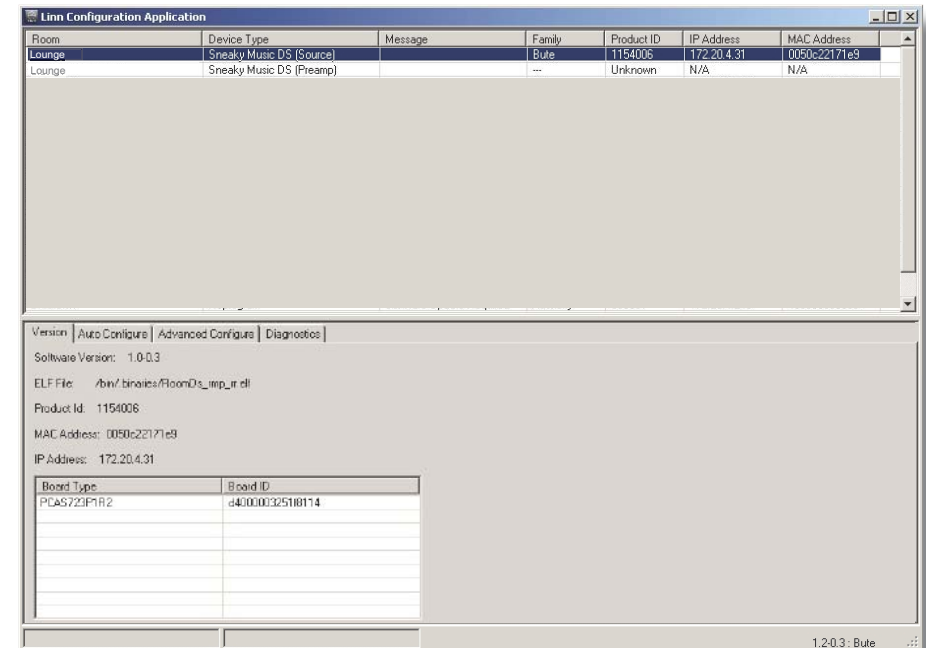 Linn Configuration Application
Room Device Type Message Family Product ID IP Address MAC Address
Lounge Sneaky Music DS (Source) Bute 1154006 172.20.4.31 0050c22171e9
Lounge Sneaky Music DS (Preamp) --- Unknown N/A N/A
Version Auto Configure Advanced Configure Diagnostics
Software Version: 1.0-0.3
ELF File:
Product Id: 1154006
MAC Address: 0050c22171e9
IP Address: 172.20.4.31
Board Type Board ID
1.2-0.3 : Bute